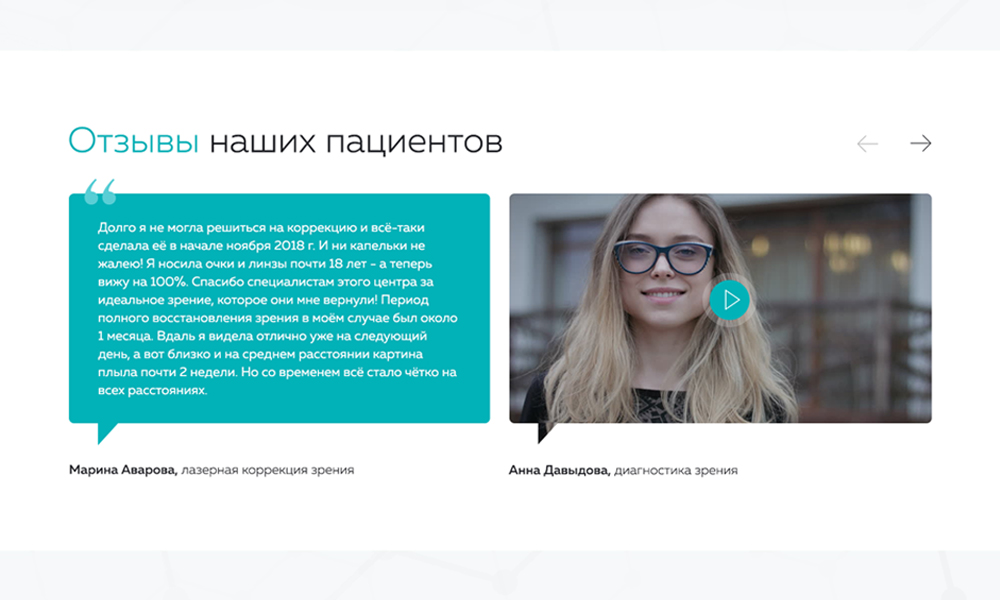 Отзывы наших пациентов
“
Долго я не могла решиться на коррекцию и всё-таки
сделала её в начале ноября 2018 г. И ни капельки не
жалею! Я носила очки и линзы почти 18 лет - а теперь
вижу на 100%. Спасибо специалистам этого центра за
идеальное зрение, которое они мне вернули! Период
полного восстановления зрения в моём случае был около
1 месяца. Вдаль я видела отлично уже на следующий
день, а вот близко и на среднем расстоянии картина
плыла почти 2 недели. Но со временем всё стало чётко на
всех расстояниях.
Марина Аварова, лазерная коррекция зрения
Анна Давыдова, диагностика зрения